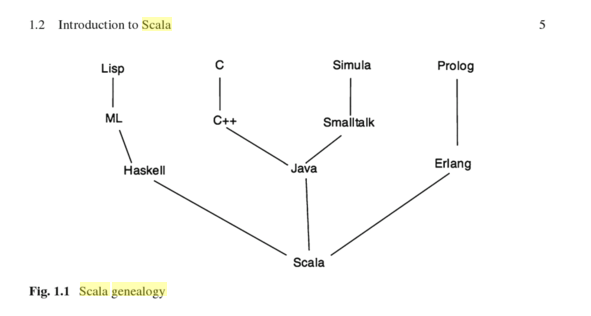 1.2 Introduction to Scala 5
Lisp C Simula Prolog
ML C++ Smalltalk
Haskell Java Erlang
Scala
Fig. 1.1 Scala genealogy